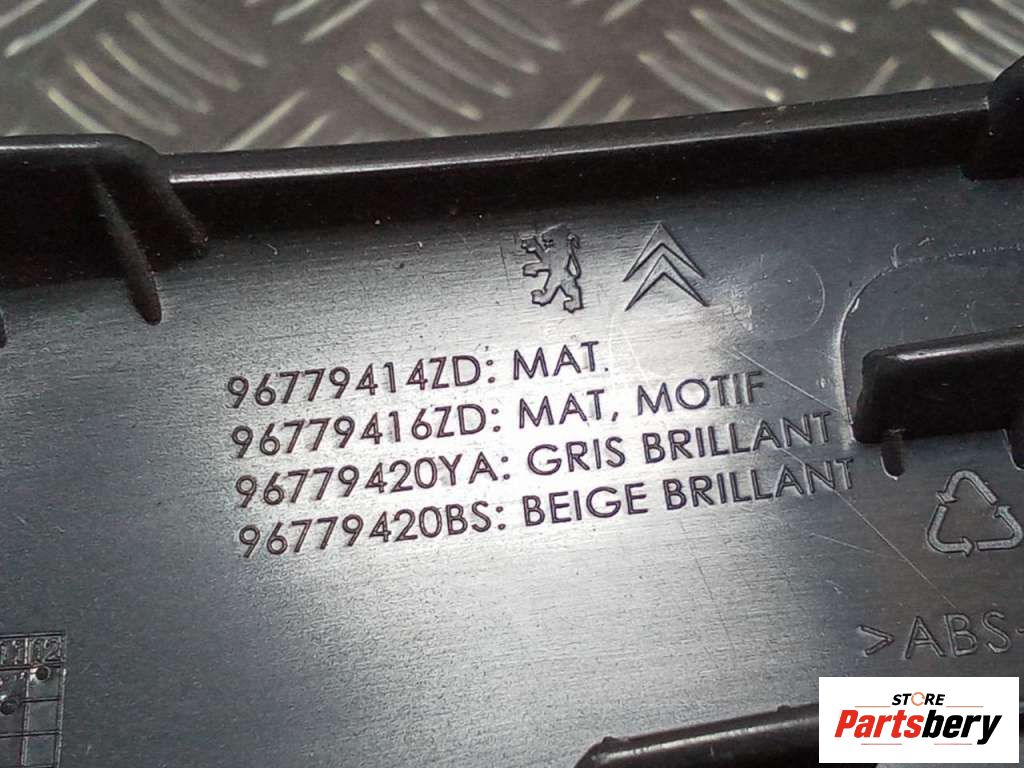 96779414ZD: MAT.
96779416ZD: MAT, MOTIF
96779420YA: GRIS BRILLANT
96779420BS: BEIGE BRILLANT
>ABS
STORE
Partsbery